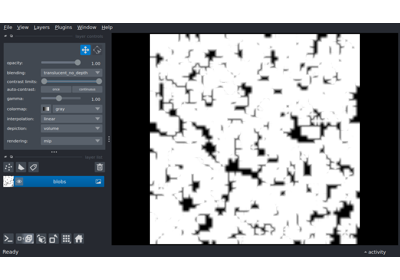 File View Layers Plugins Window Help
opacity: 1.00
blending: translucent_no_depth
contrast limits:
auto-contrast: once continuous
gamma: 1.00
colormap: gray
interpolation: linear
depiction: volume
rendering: mip
blobs
Ready activity